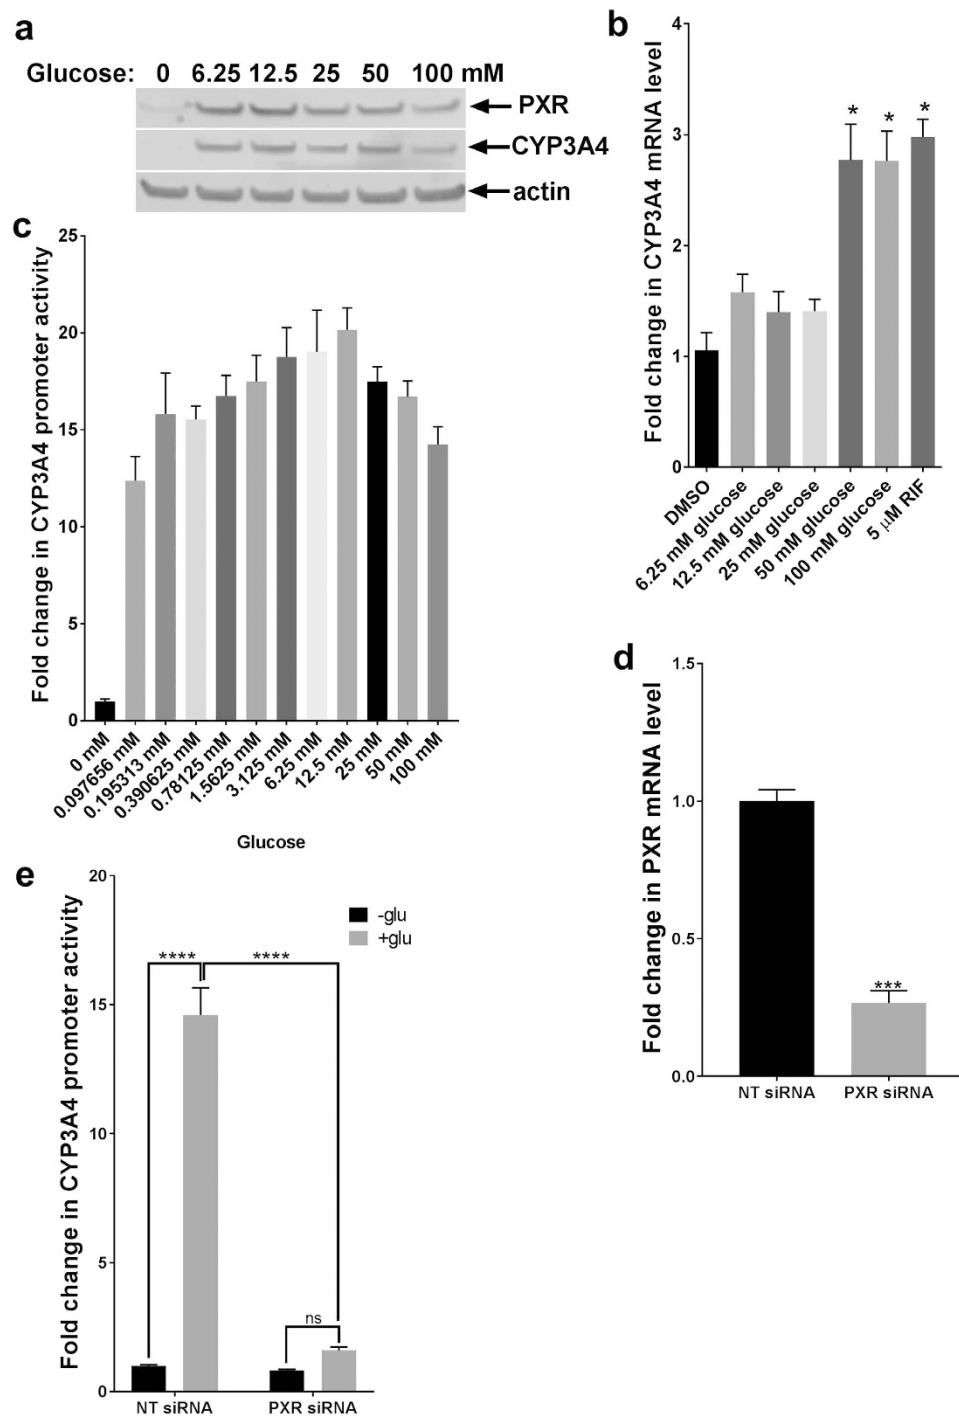 a
Glucose: 0 6.25 12.5 25 50 100 mM
PXR
CYP3A4
actin
b
Fold change in CYP3A4 mRNA level
4
3
2
1
0
* * *
DMSO
6.25 mM glucose
12.5 mM glucose
25 mM glucose
50 mM glucose
100 mM glucose
5 μM RIF
c
Fold change in CYP3A4 promoter activity
25
20
15
10
5
0
0 mM
0.097656 mM
0.195313 mM
0.390625 mM
0.78125 mM
1.5625 mM
3.125 mM
6.25 mM
12.5 mM
25 mM
50 mM
100 mM
Glucose
d
Fold change in PXR mRNA level
1.5
1.0
0.5
0.0
***
NT siRNA PXR siRNA
e
Fold change in CYP3A4 promoter activity
20
15
10
5
0
-glu
+glu
**** ****
ns
NT siRNA PXR siRNA